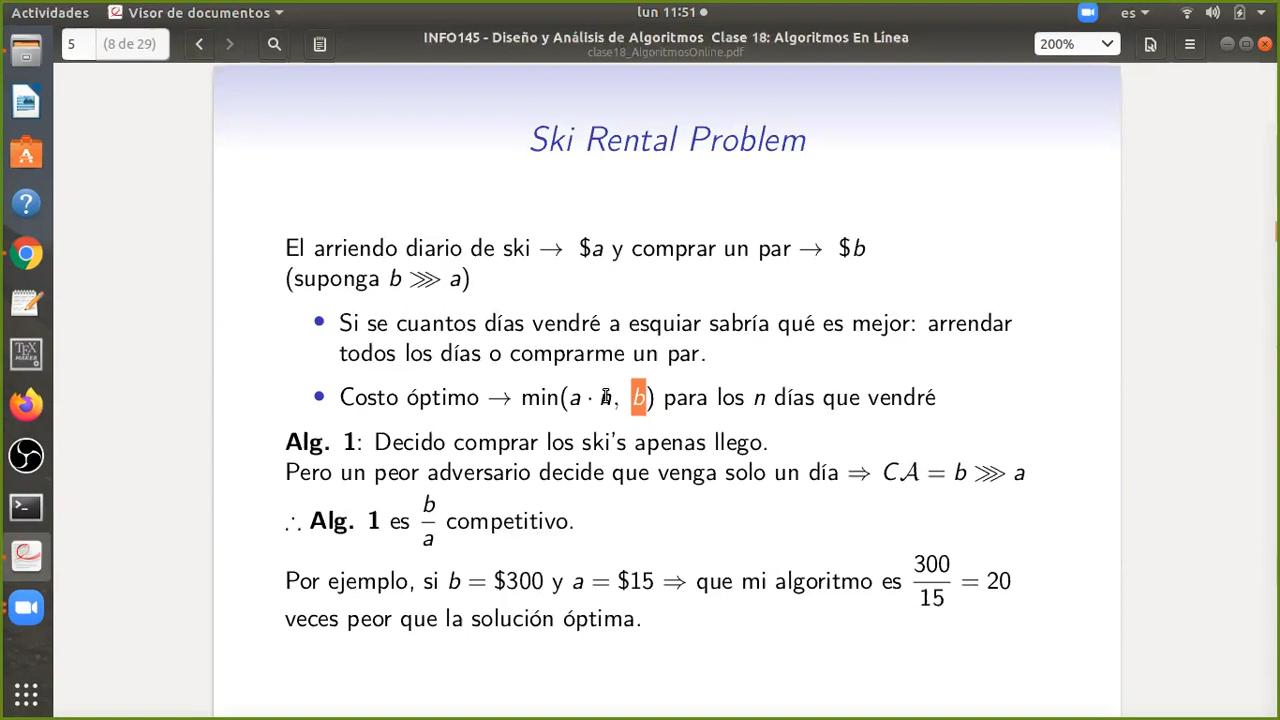 Actividades Visor de documentos lun 11:51 es
5 (8 de 29) INFO145 - Diseño y Análisis de Algoritmos Clase 18: Algoritmos En Línea 200%
clase18_AlgoritmosOnline.pdf
Ski Rental Problem
El arriendo diario de ski → $a y comprar un par → $b
(suponga b ⋙ a)
• Si se cuantos días vendré a esquiar sabría qué es mejor: arrendar
todos los días o comprarme un par.
• Costo óptimo → min(a · n, b) para los n días que vendré
Alg. 1: Decido comprar los ski's apenas llego.
Pero un peor adversario decide que venga solo un día ⇒ CA = b ⋙ a
∴ Alg. 1 es b/a competitivo.
Por ejemplo, si b = $300 y a = $15 ⇒ que mi algoritmo es 300/15 = 20
veces peor que la solución óptima.